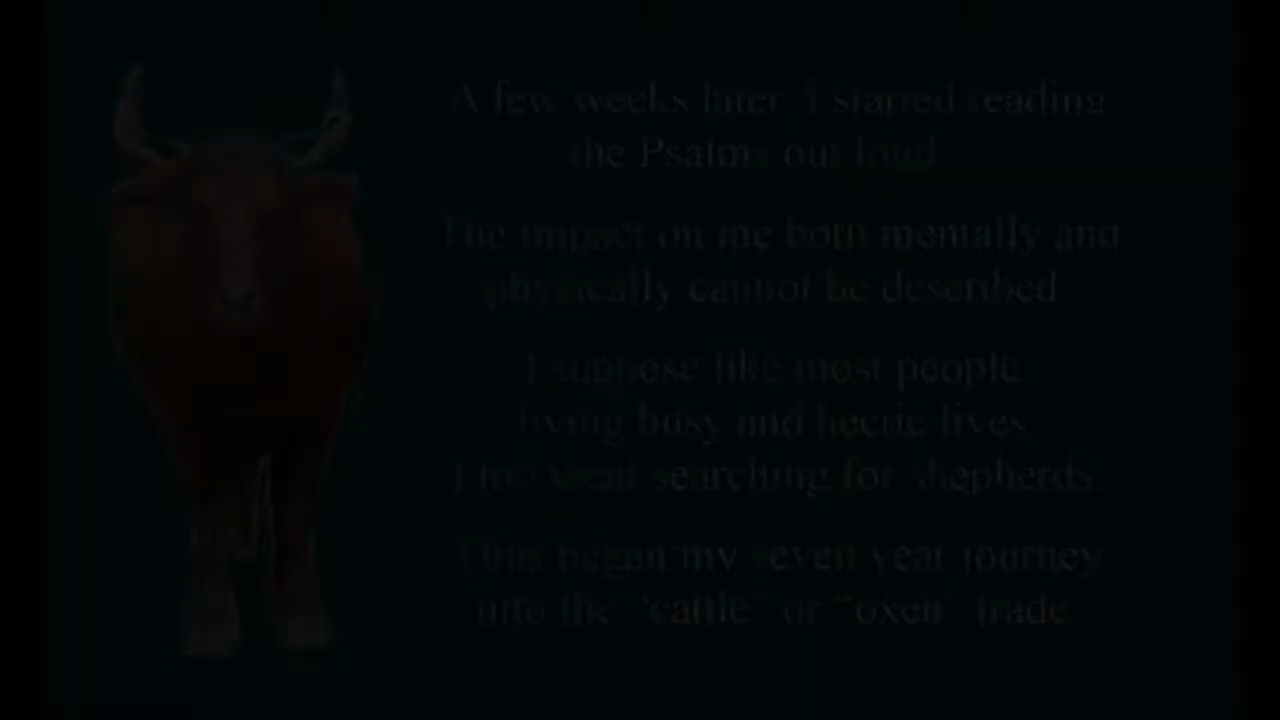 A few weeks later I started reading
the Psalms out loud
The impact on me both mentally and
physically cannot be described
I suppose like most people
living busy and hectic lives
I too went searching for shepherds.
Thus began my seven year journey
into the "cattle" or "oxen" trade